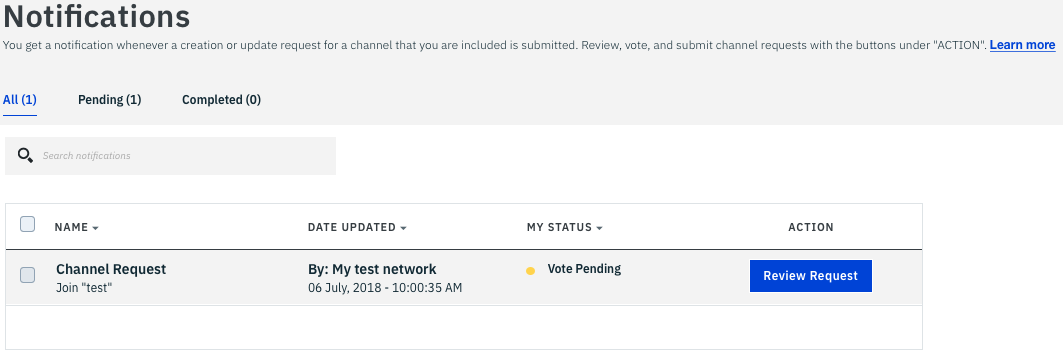 Notifications
You get a notification whenever a creation or update request for a channel that you are included is submitted. Review, vote, and submit channel requests with the buttons under "ACTION". Learn more
All (1) Pending (1) Completed (0)
Search notifications
NAME DATE UPDATED MY STATUS ACTION
Channel Request By: My test network Vote Pending Review Request
Join "test" 06 July, 2018 - 10:00:35 AM